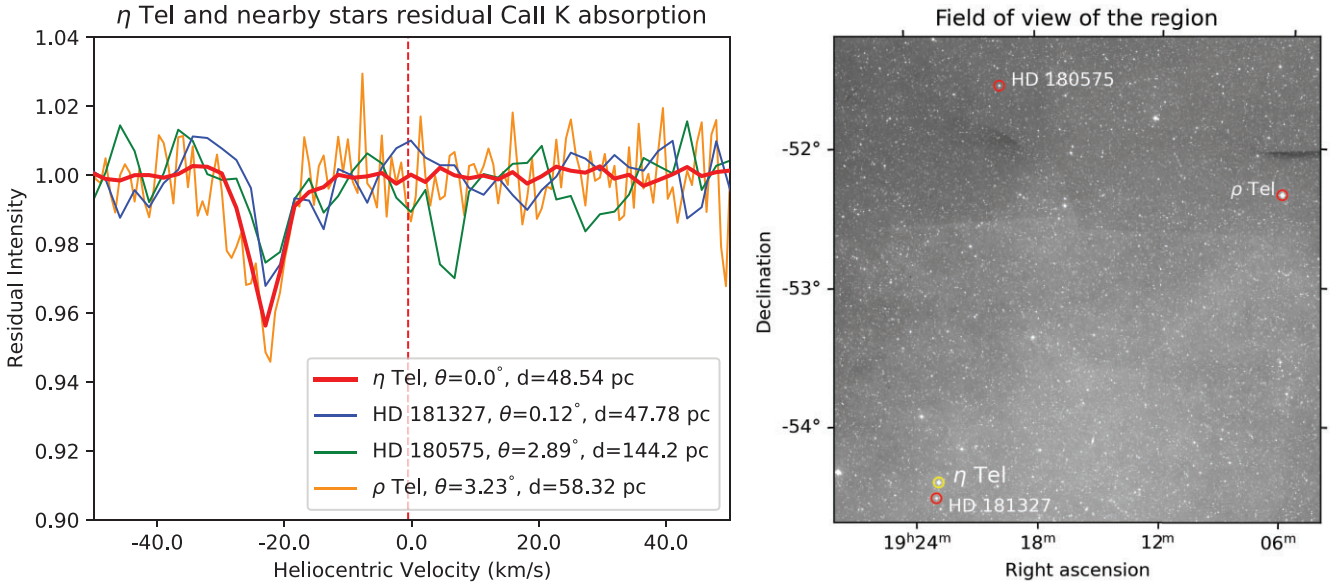 η Tel and nearby stars residual CaII K absorption
1.04
1.02
1.00
0.98
0.96
0.94
0.92
0.90
Residual Intensity
-40.0
-20.0
0.0
20.0
40.0
Heliocentric Velocity (km/s)
η Tel, θ=0.0°, d=48.54 pc
HD 181327, θ=0.12°, d=47.78 pc
HD 180575, θ=2.89°, d=144.2 pc
ρ Tel, θ=3.23°, d=58.32 pc
Field of view of the region
HD 180575
ρ Tel
η Tel
HD 181327
-52°
-53°
-54°
Declination
19ʰ24ᵐ
18ᵐ
12ᵐ
06ᵐ
Right ascension